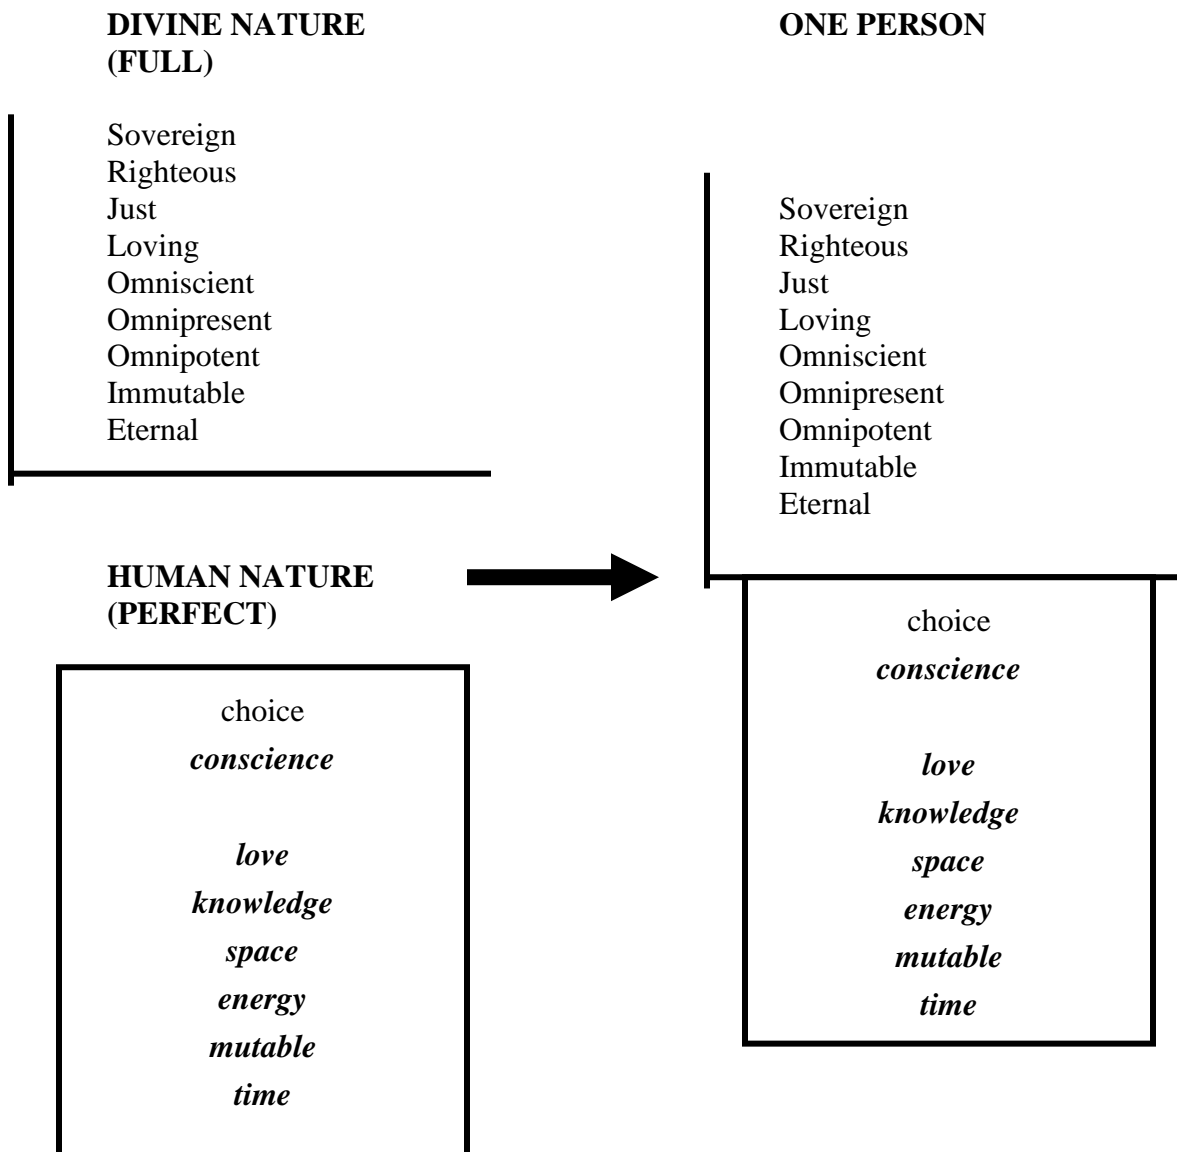 DIVINE NATURE
(FULL)
Sovereign
Righteous
Just
Loving
Omniscient
Omnipresent
Omnipotent
Immutable
Eternal
HUMAN NATURE
(PERFECT)
choice
conscience
love
knowledge
space
energy
mutable
time
ONE PERSON
Sovereign
Righteous
Just
Loving
Omniscient
Omnipresent
Omnipotent
Immutable
Eternal
choice
conscience
love
knowledge
space
energy
mutable
time